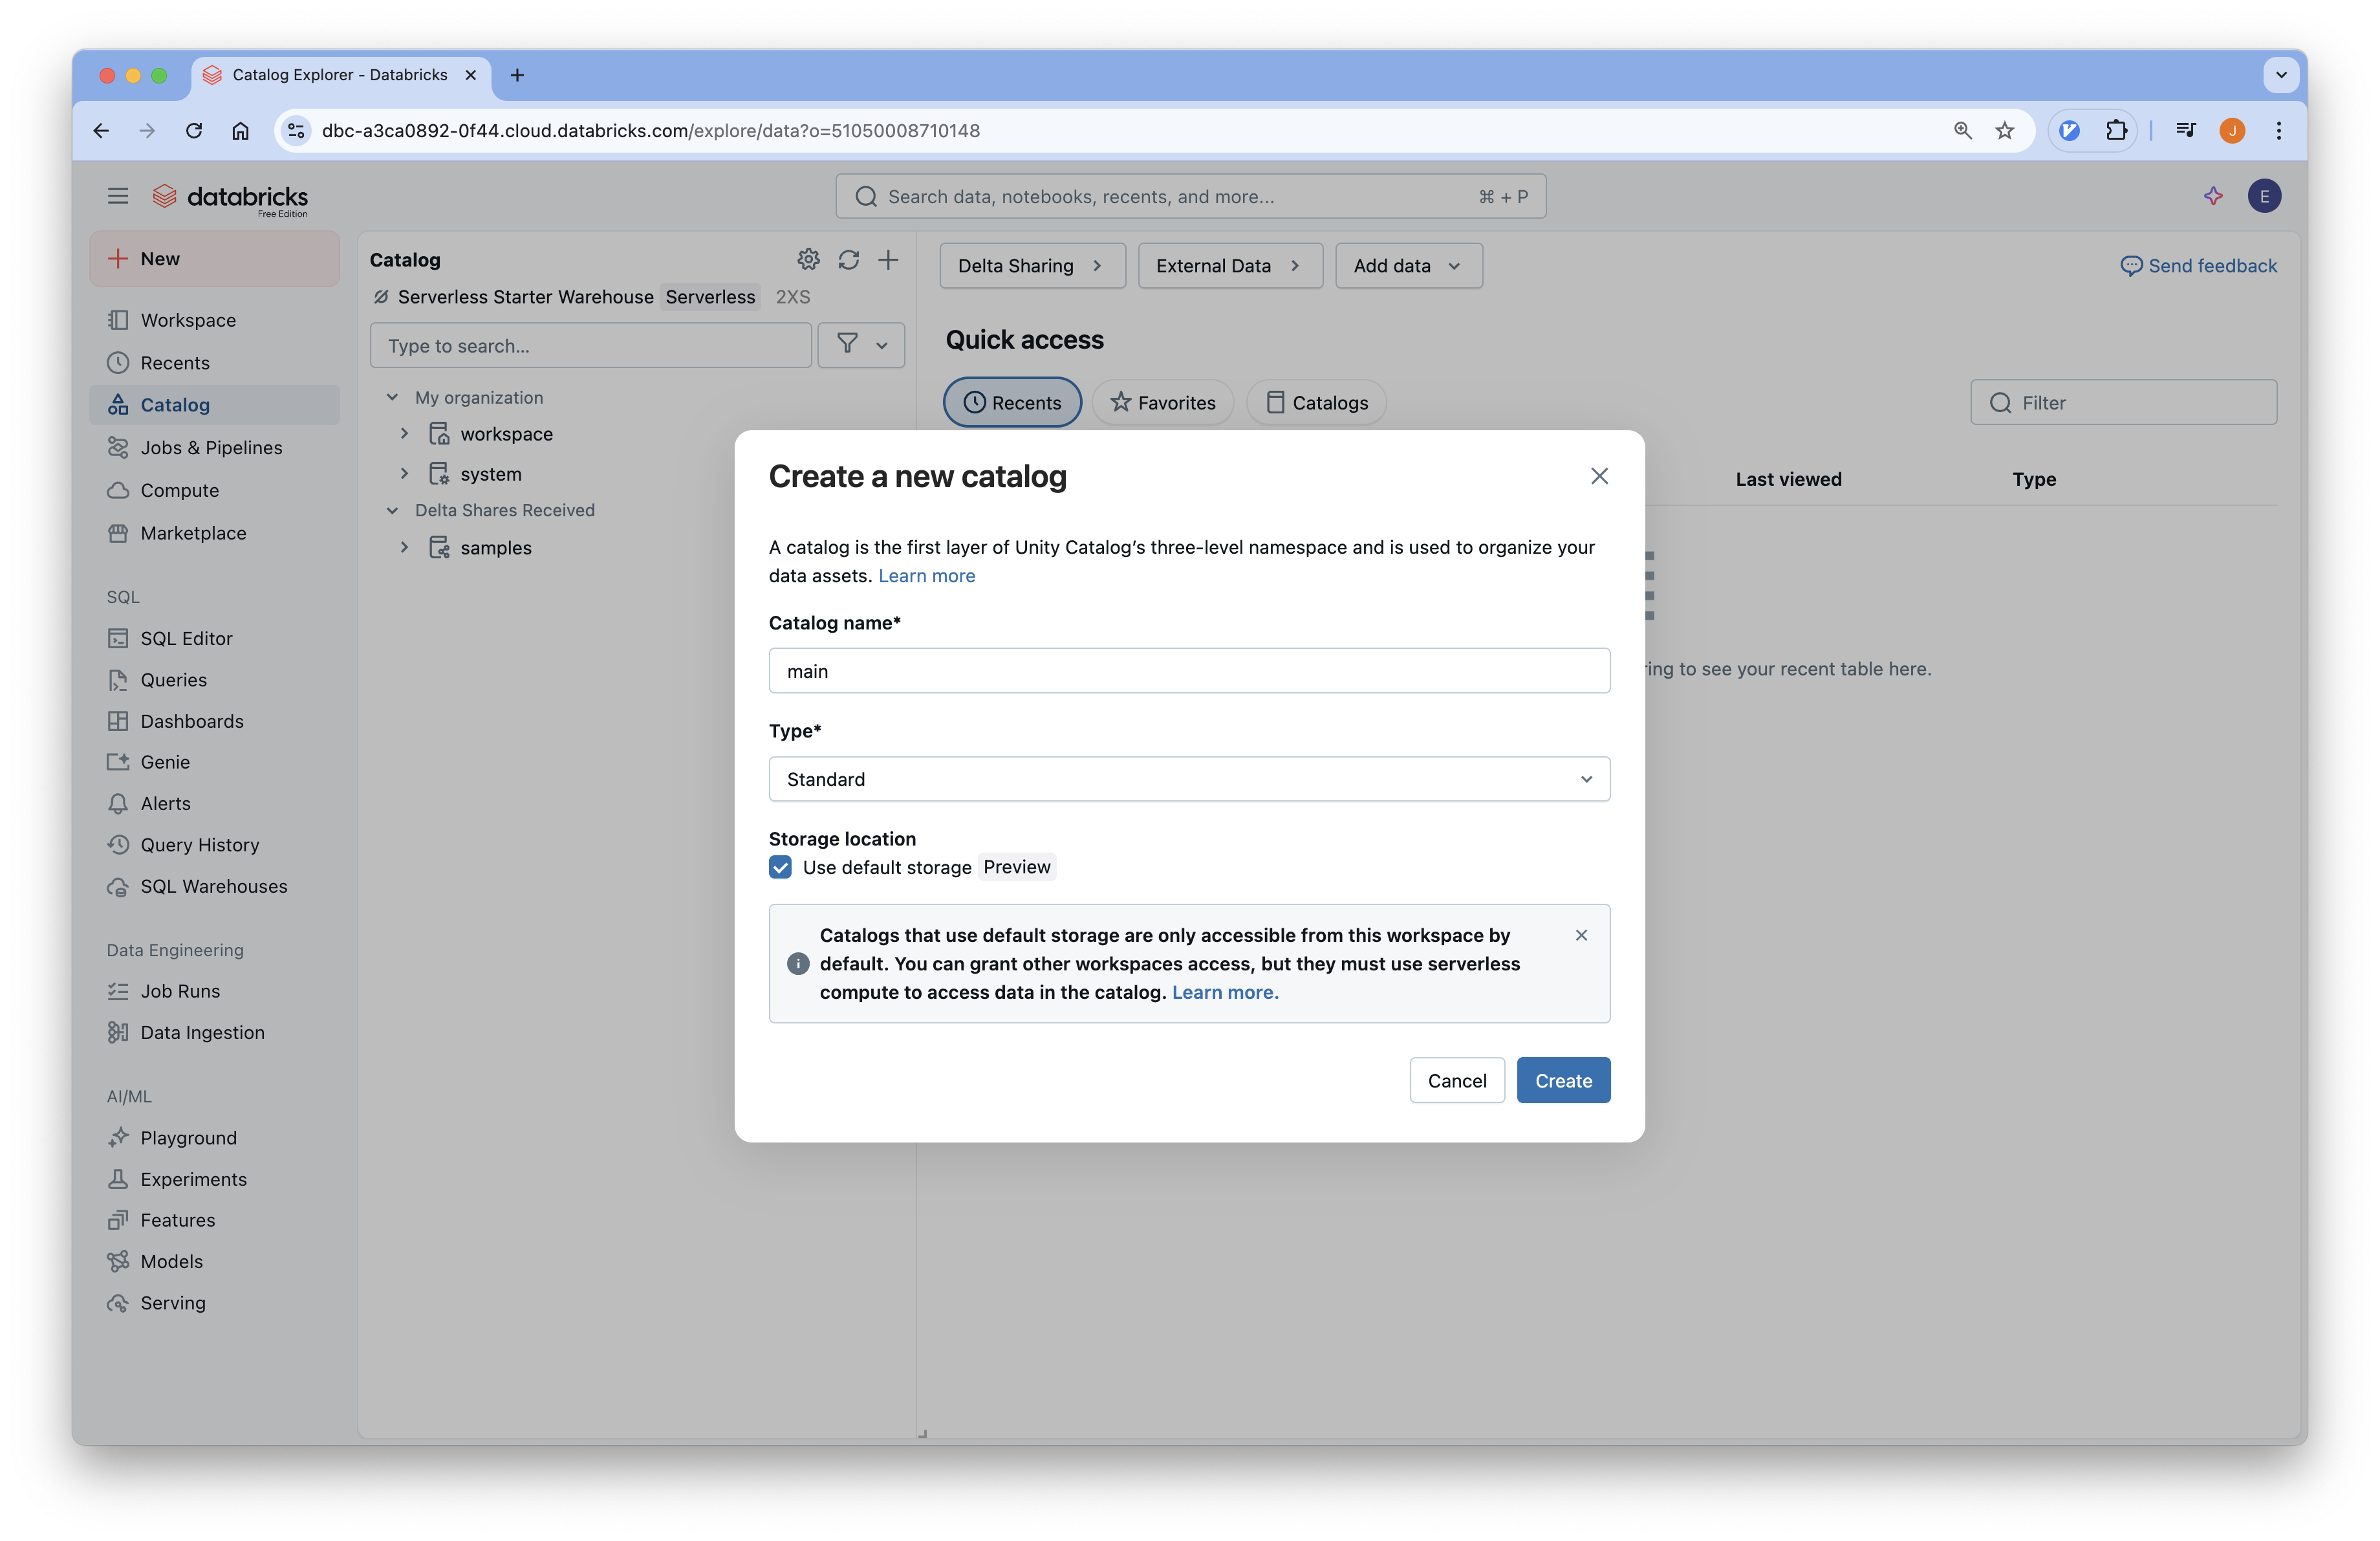 Catalog Explorer - Databricks
dbc-a3ca0892-0f44.cloud.databricks.com/explore/data?o=51050008710148
J
databricks
Free Edition
Search data, notebooks, recents, and more...
⌘ + P
E
New
Workspace
Recents
Catalog
Jobs & Pipelines
Compute
Marketplace
SQL
SQL Editor
Queries
Dashboards
Genie
Alerts
Query History
SQL Warehouses
Data Engineering
Job Runs
Data Ingestion
AI/ML
Playground
Experiments
Features
Models
Serving
Catalog
Serverless Starter Warehouse Serverless 2XS
Type to search...
My organization
workspace
system
Delta Shares Received
samples
Delta Sharing
External Data
Add data
Send feedback
Quick access
Recents
Favorites
Catalogs
Filter
Last viewed
Type
ring to see your recent table here.
Create a new catalog
A catalog is the first layer of Unity Catalog’s three-level namespace and is used to organize your
data assets. Learn more
Catalog name*
main
Type*
Standard
Storage location
Use default storage Preview
Catalogs that use default storage are only accessible from this workspace by
default. You can grant other workspaces access, but they must use serverless
compute to access data in the catalog. Learn more.
Cancel
Create